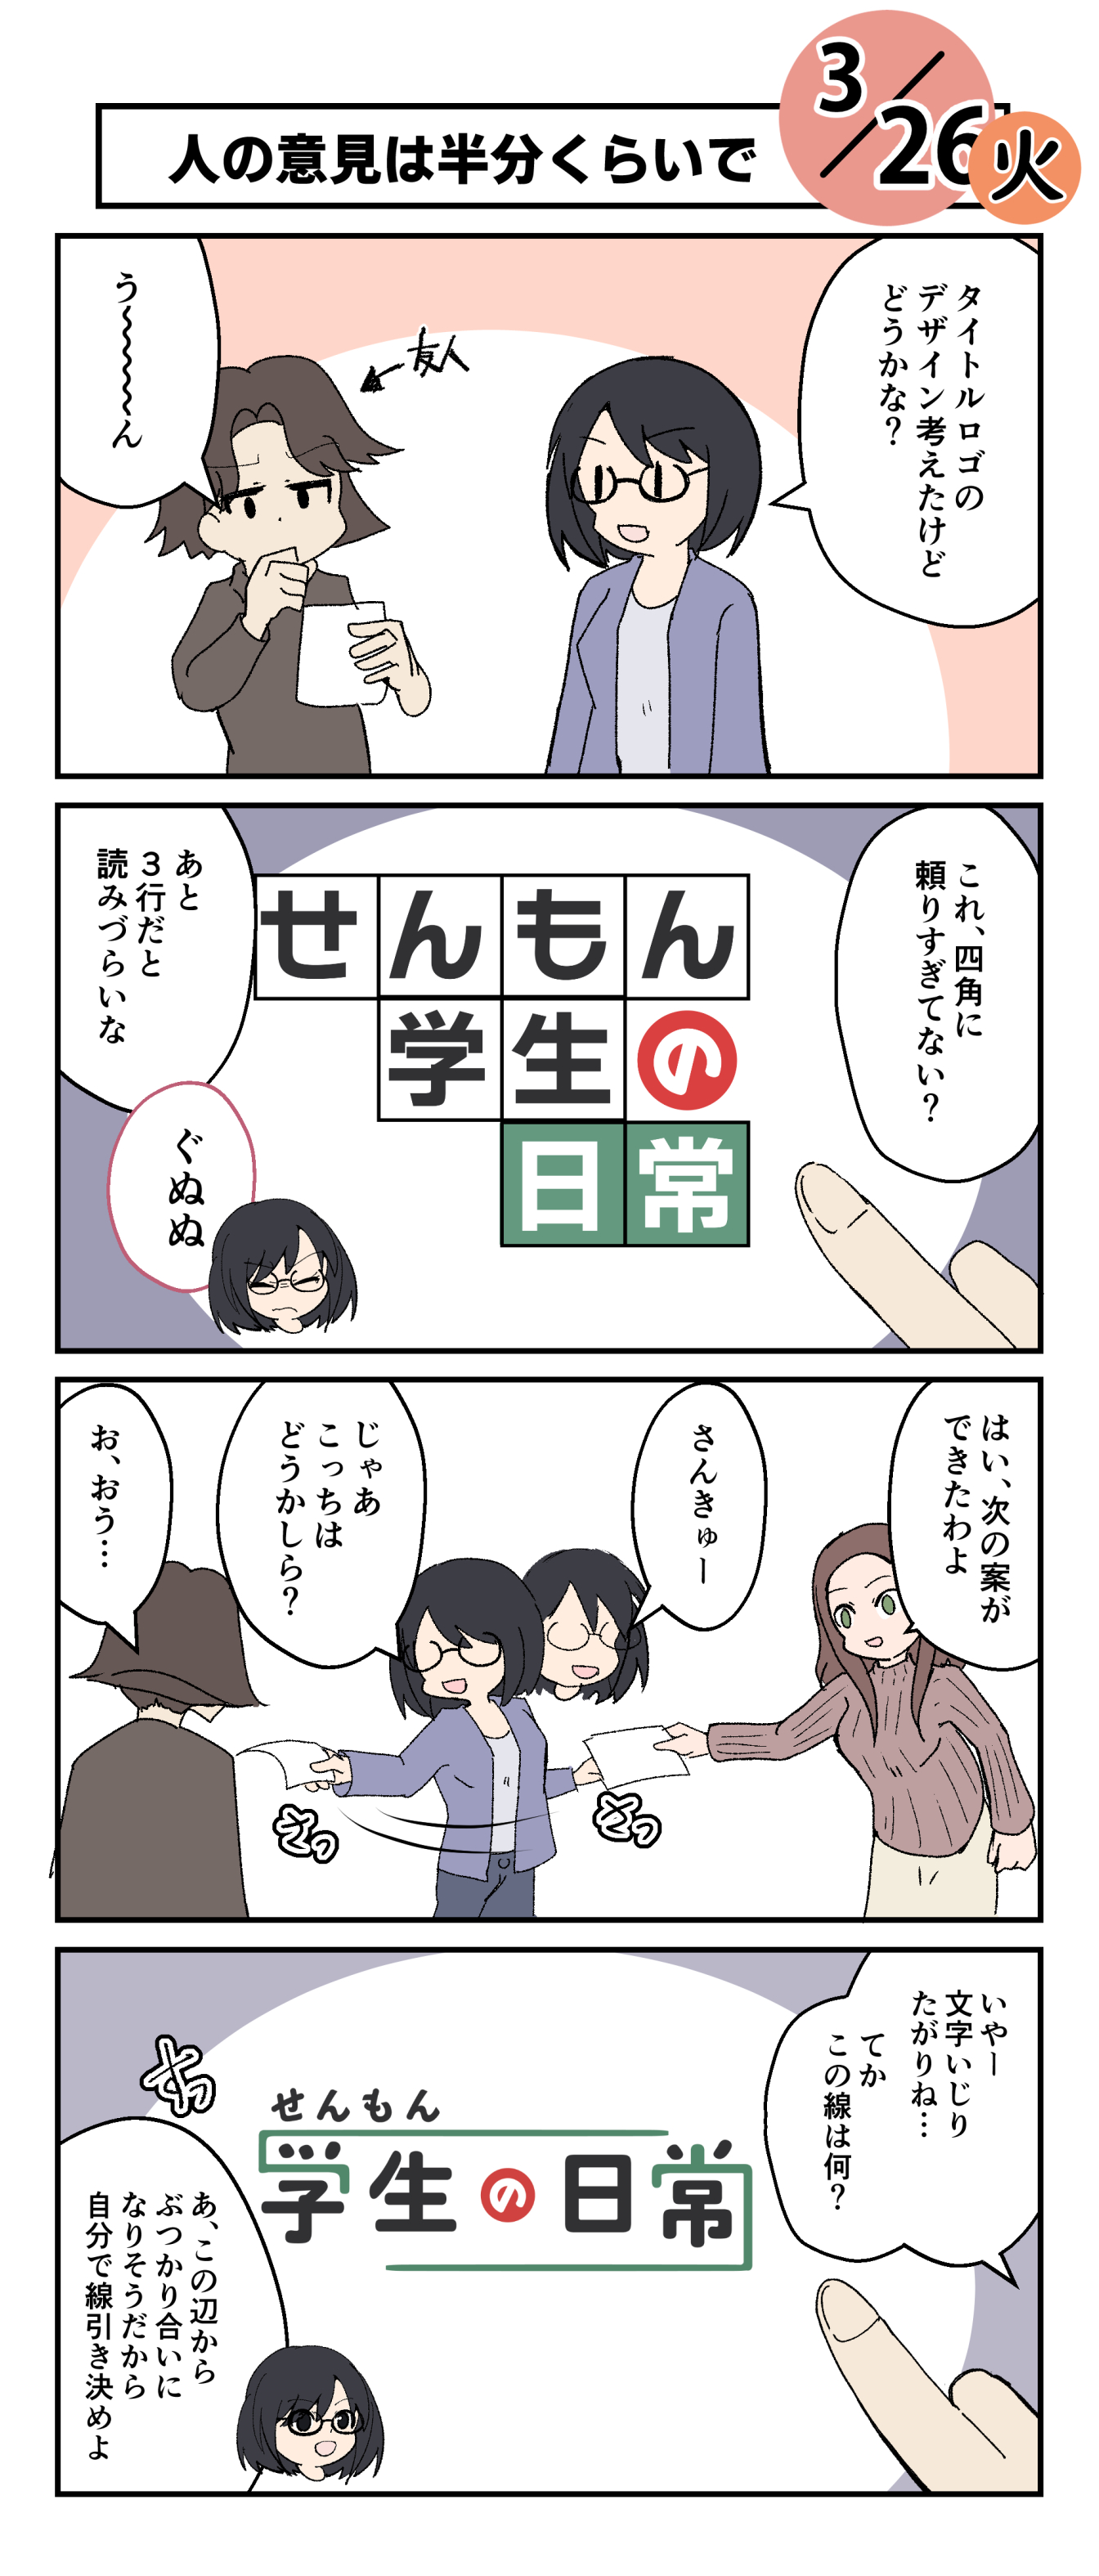 人の意見は半分くらいで
3/26
火
タイトルロゴの
デザイン考えたけど
どうかな？
友人
う～～～～ん
これ、四角に
頼りすぎてない？
せんもん
学生の
日常
あと
３行だと
読みづらいな
ぐぬぬ
はい、次の案が
できたわよ
さんきゅー
じゃあ
こっちは
どうかしら？
お、おう…
さっ
さっ
いやー
文字いじり
たがりね…
てか
この線は何？
せんもん
学生の日常
あ、この辺から
ぶつかり合いに
なりそうだから
自分で線引き決めよ